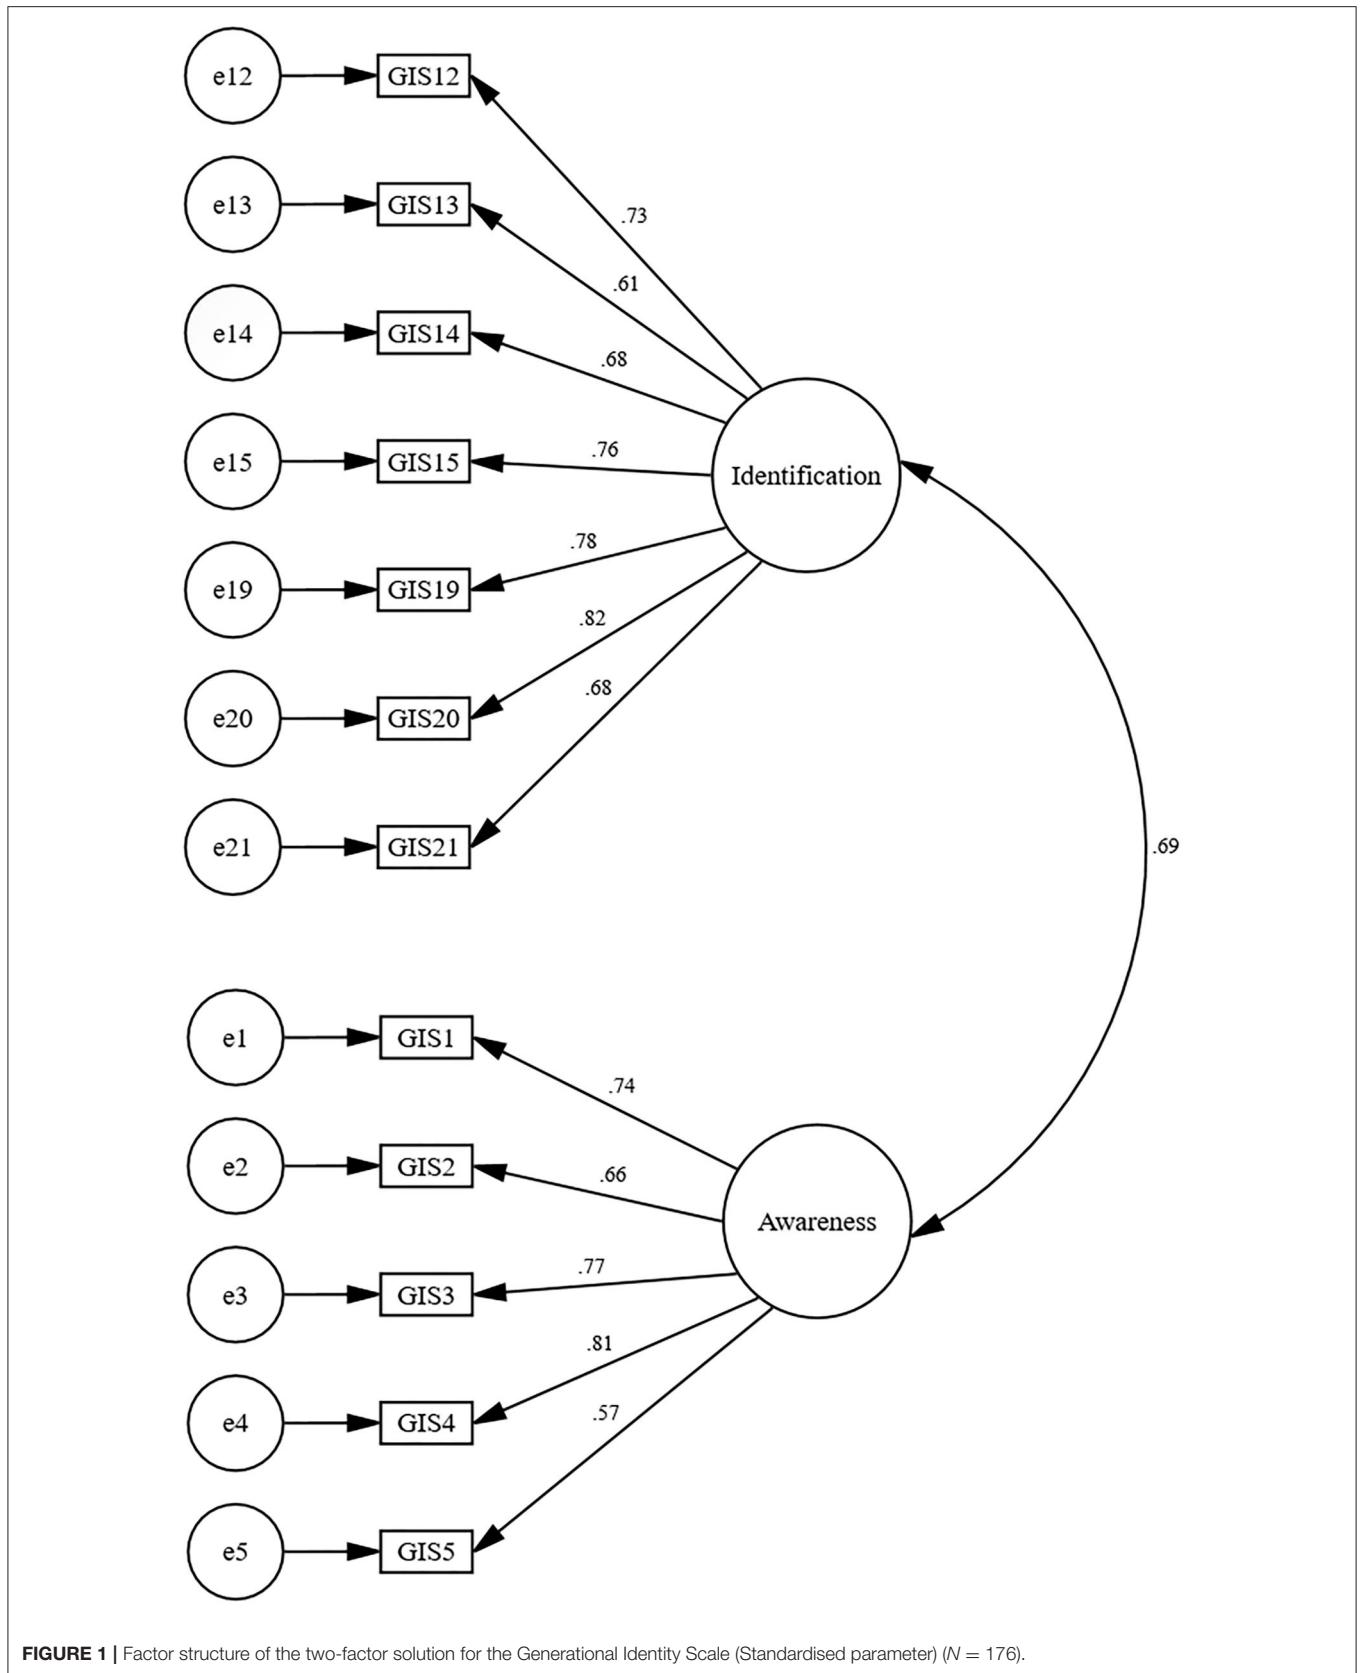 e12 GIS12
.73
e13 GIS13
.61
e14 GIS14
.68
e15 GIS15
.76
Identification
e19 GIS19
.78
e20 GIS20
.82
e21 GIS21
.68
.69
e1 GIS1
.74
e2 GIS2
.66
Awareness
e3 GIS3
.77
e4 GIS4
.81
e5 GIS5
.57
FIGURE 1 | Factor structure of the two-factor solution for the Generational Identity Scale (Standardised parameter) (N = 176).